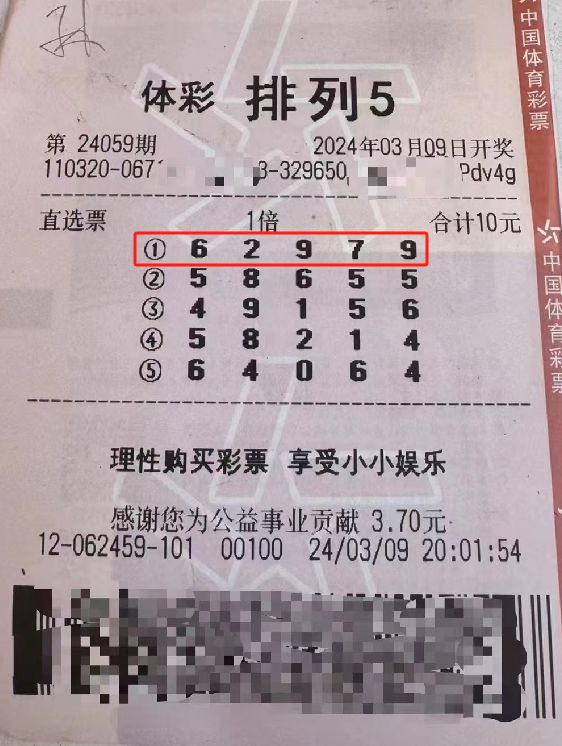 体彩 排列5
第 24059期 2024年03月09日开奖
110320-067 3-329650 Pdv4g
直选票 1倍 合计10元
① 6 2 9 7 9
② 5 8 6 5 5
③ 4 9 1 5 6
④ 5 8 2 1 4
⑤ 6 4 0 6 4
理性购买彩票 享受小小娱乐
感谢您为公益事业贡献 3.70元
12-062459-101 00100 24/03/09 20:01:54
中国体育彩票
中国体育彩票